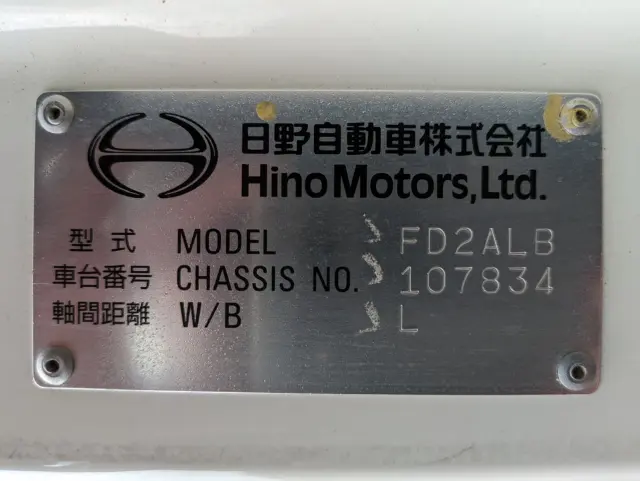 日野自動車株式会社
Hino Motors, Ltd.
型式 MODEL FD2ALB
車台番号 CHASSIS NO. 107834
軸間距離 W/B L